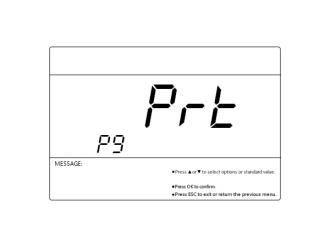 Prt
P9
MESSAGE:
●Press ▲or▼ to select options or standard value.
●Press OK to confirm.
●Press ESC to exit or return the previous menu.